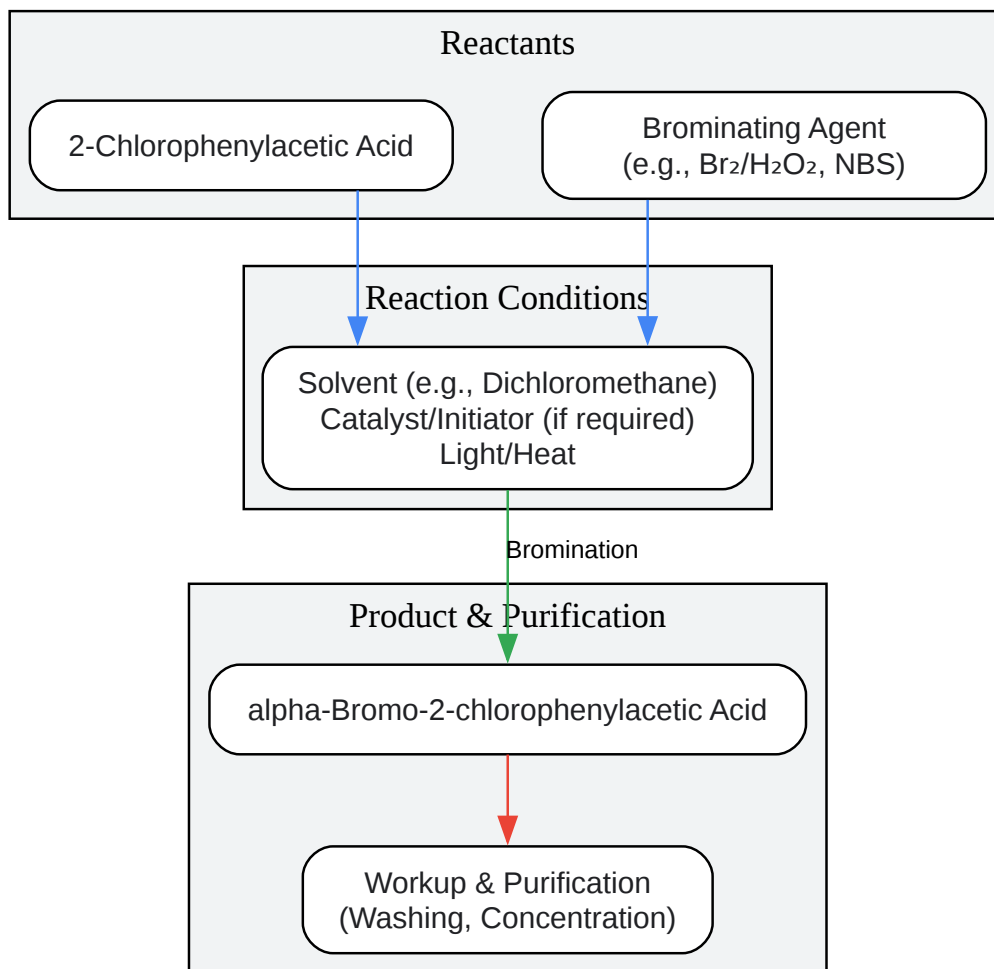 Reactants
2-Chlorophenylacetic Acid
Brominating Agent
(e.g., Br₂/H₂O₂, NBS)
Reaction Conditions
Solvent (e.g., Dichloromethane)
Catalyst/Initiator (if required)
Light/Heat
Bromination
Product & Purification
alpha-Bromo-2-chlorophenylacetic Acid
Workup & Purification
(Washing, Concentration)